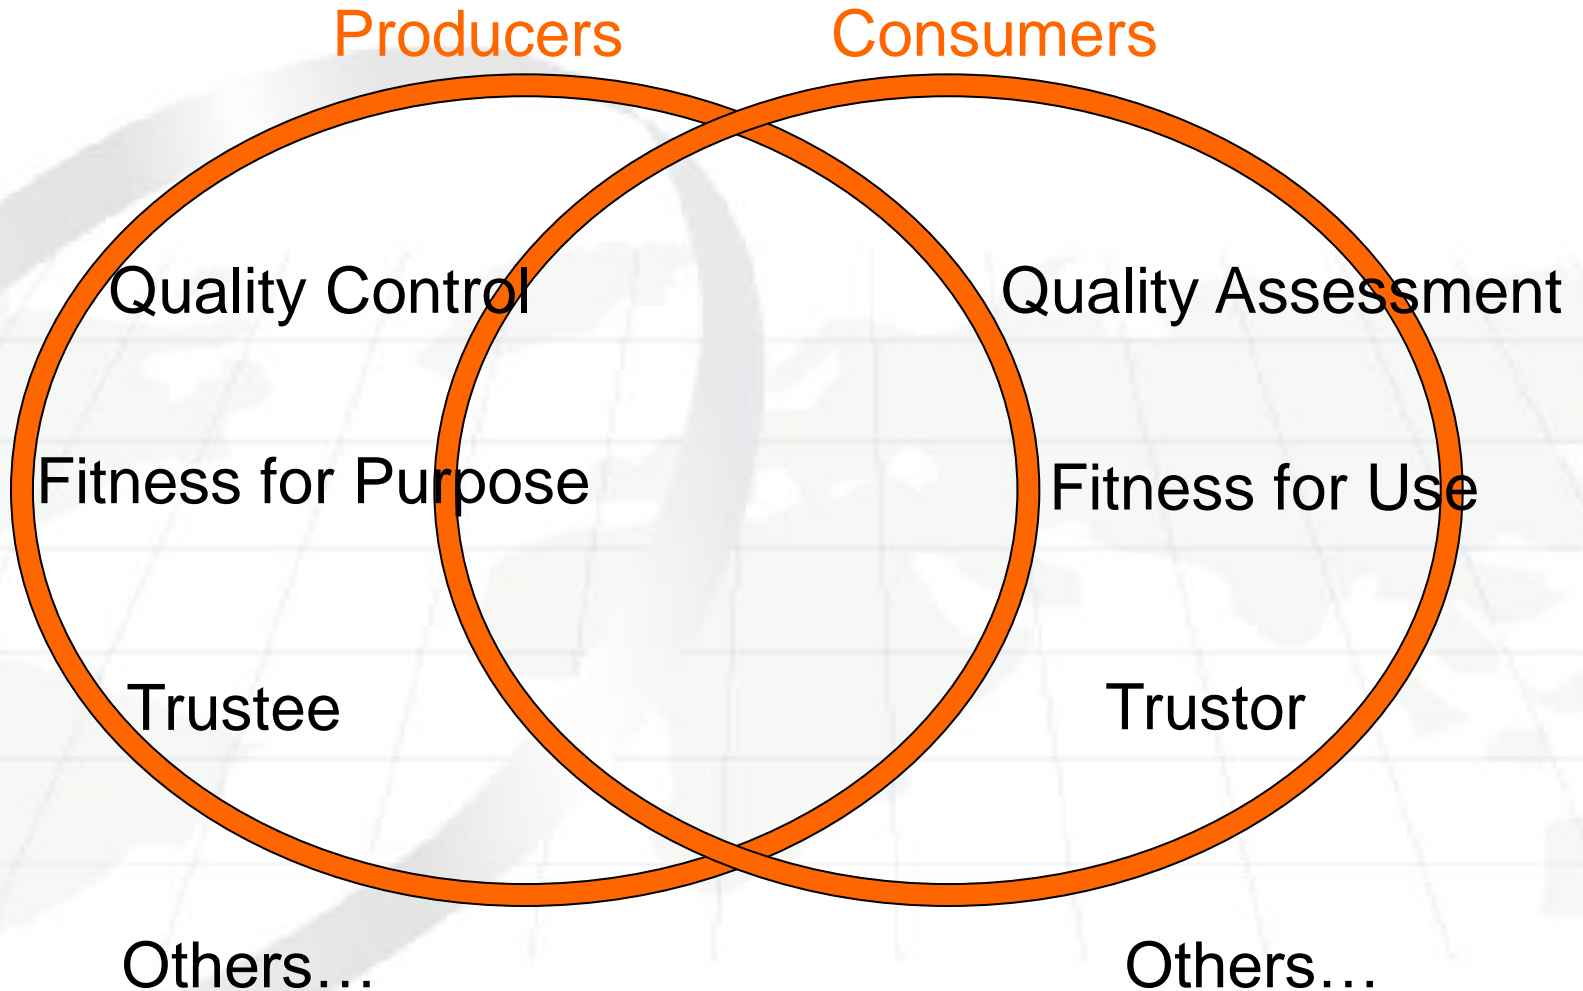 Producers
Consumers
Quality Control
Quality Assessment
Fitness for Purpose
Fitness for Use
Trustee
Trustor
Others…
Others…